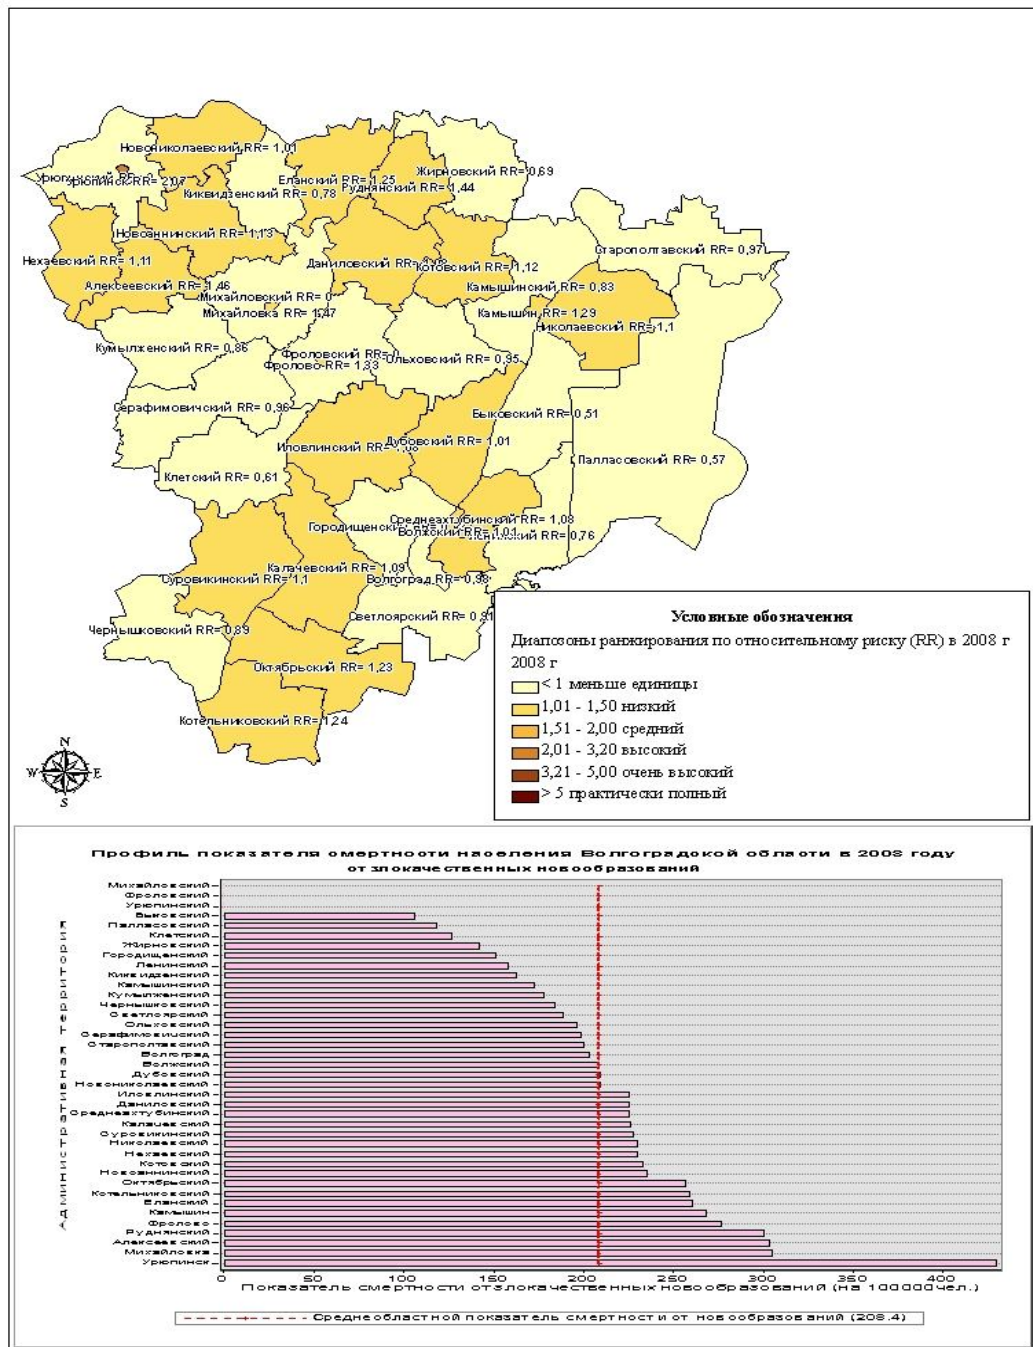 Новониколаевский RR= 1,01
Урюпинск RR= 2,07
Киквидзенский RR= 0,78
Еланский RR= 1,25
Руднянский RR= 1,44
Жирновский RR= 0,69
Новоаннинский RR= 1,13
Нехаевский RR= 1,11
Алексеевский RR= 1,46
Даниловский
Котовский RR= 1,12
Старополтавский RR= 0,97
Камышинский RR= 0,83
Михайловский RR= 0
Михайловка RR= 1,47
Камышин RR= 1,29
Николаевский RR= 1,1
Кумылженский RR= 0,86
Фроловский RR=
Фролово RR= 1,33
Ольховский RR= 0,95
Серафимовичский RR= 0,96
Быковский RR= 0,51
Иловлинский RR=
Дубовский RR= 1,01
Палласовский RR= 0,57
Клетский RR= 0,61
Городищенский
Среднеахтубинский RR= 1,08
Волжский RR= 1,01
0,76
Калачевский RR= 1,09
Суровикинский RR= 1,1
Волгоград RR= 0,98
Светлоярский RR= 0,91
Чернышковский RR= 0,89
Октябрьский RR= 1,23
Котельниковский RR= 1,24
N
W E
S
Условные обозначения
Диапозоны ранжирования по относительному риску (RR) в 2008 г
2008 г
< 1 меньше единицы
1,01 - 1,50 низкий
1,51 - 2,00 средний
2,01 - 3,20 высокий
3,21 - 5,00 очень высокий
> 5 практически полный
Профиль показателя смертности населения Волгоградской области в 2008 году
от злокачественных новообразований
Административная территория
Михайловский
Фроловский
Урюпинский
Быковский
Палласовский
Клетский
Жирновский
Городищенский
Ленинский
Киквидзенский
Камышинский
Кумылженский
Чернышковский
Светлоярский
Ольховский
Серафимовичский
Старополтавский
Волгоград
Волжский
Дубовский
Новониколаевский
Иловлинский
Даниловский
Среднеахтубинский
Калачевский
Суровикинский
Николаевский
Нехаевский
Котовский
Новоаннинский
Октябрьский
Котельниковский
Еланский
Камышин
Фролово
Руднянский
Алексеевский
Михайловка
Урюпинск
0 50 100 150 200 250 300 350 400
Показатель смертности от злокачественных новообразований (на 100000 чел.)
Среднеобластной показатель смертности от новообразований (208.4)